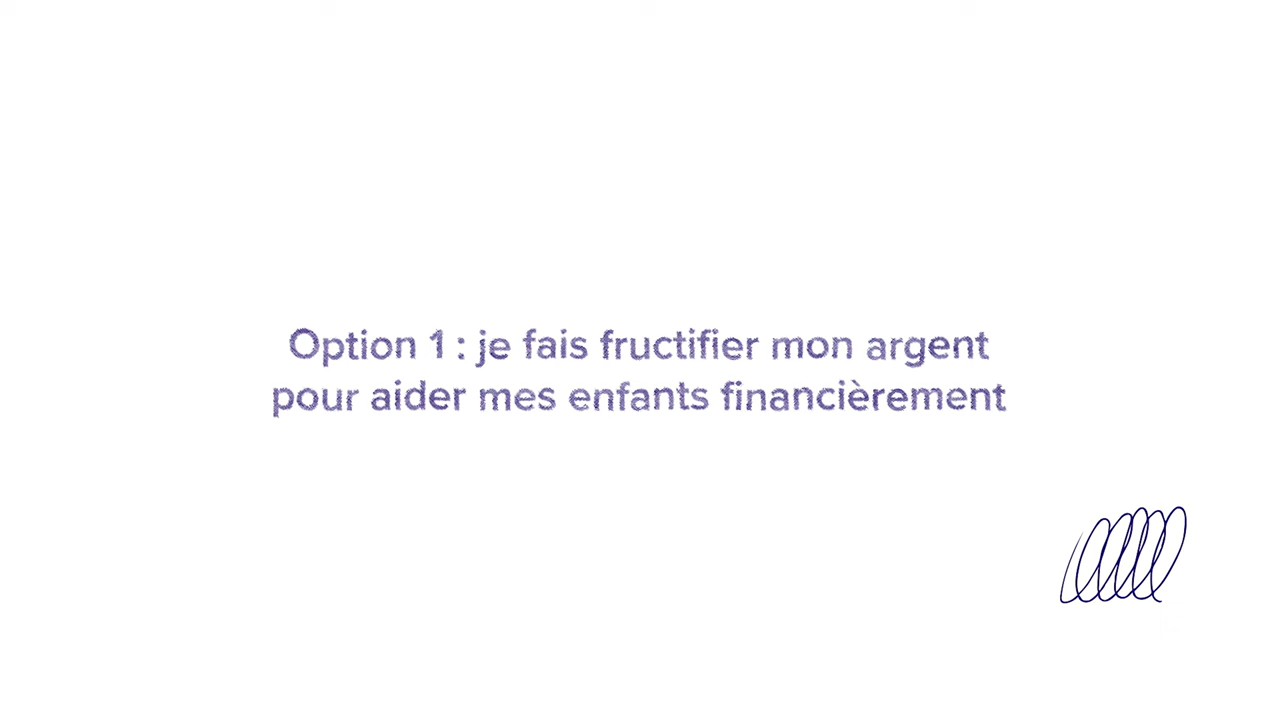 Option 1 : je fais fructifier mon argent
pour aider mes enfants financièrement